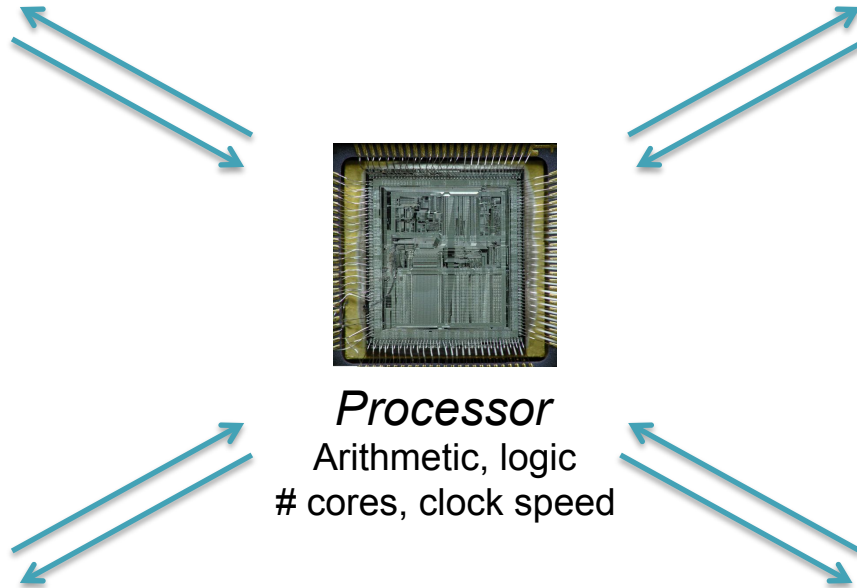 Processor
Arithmetic, logic
# cores, clock speed